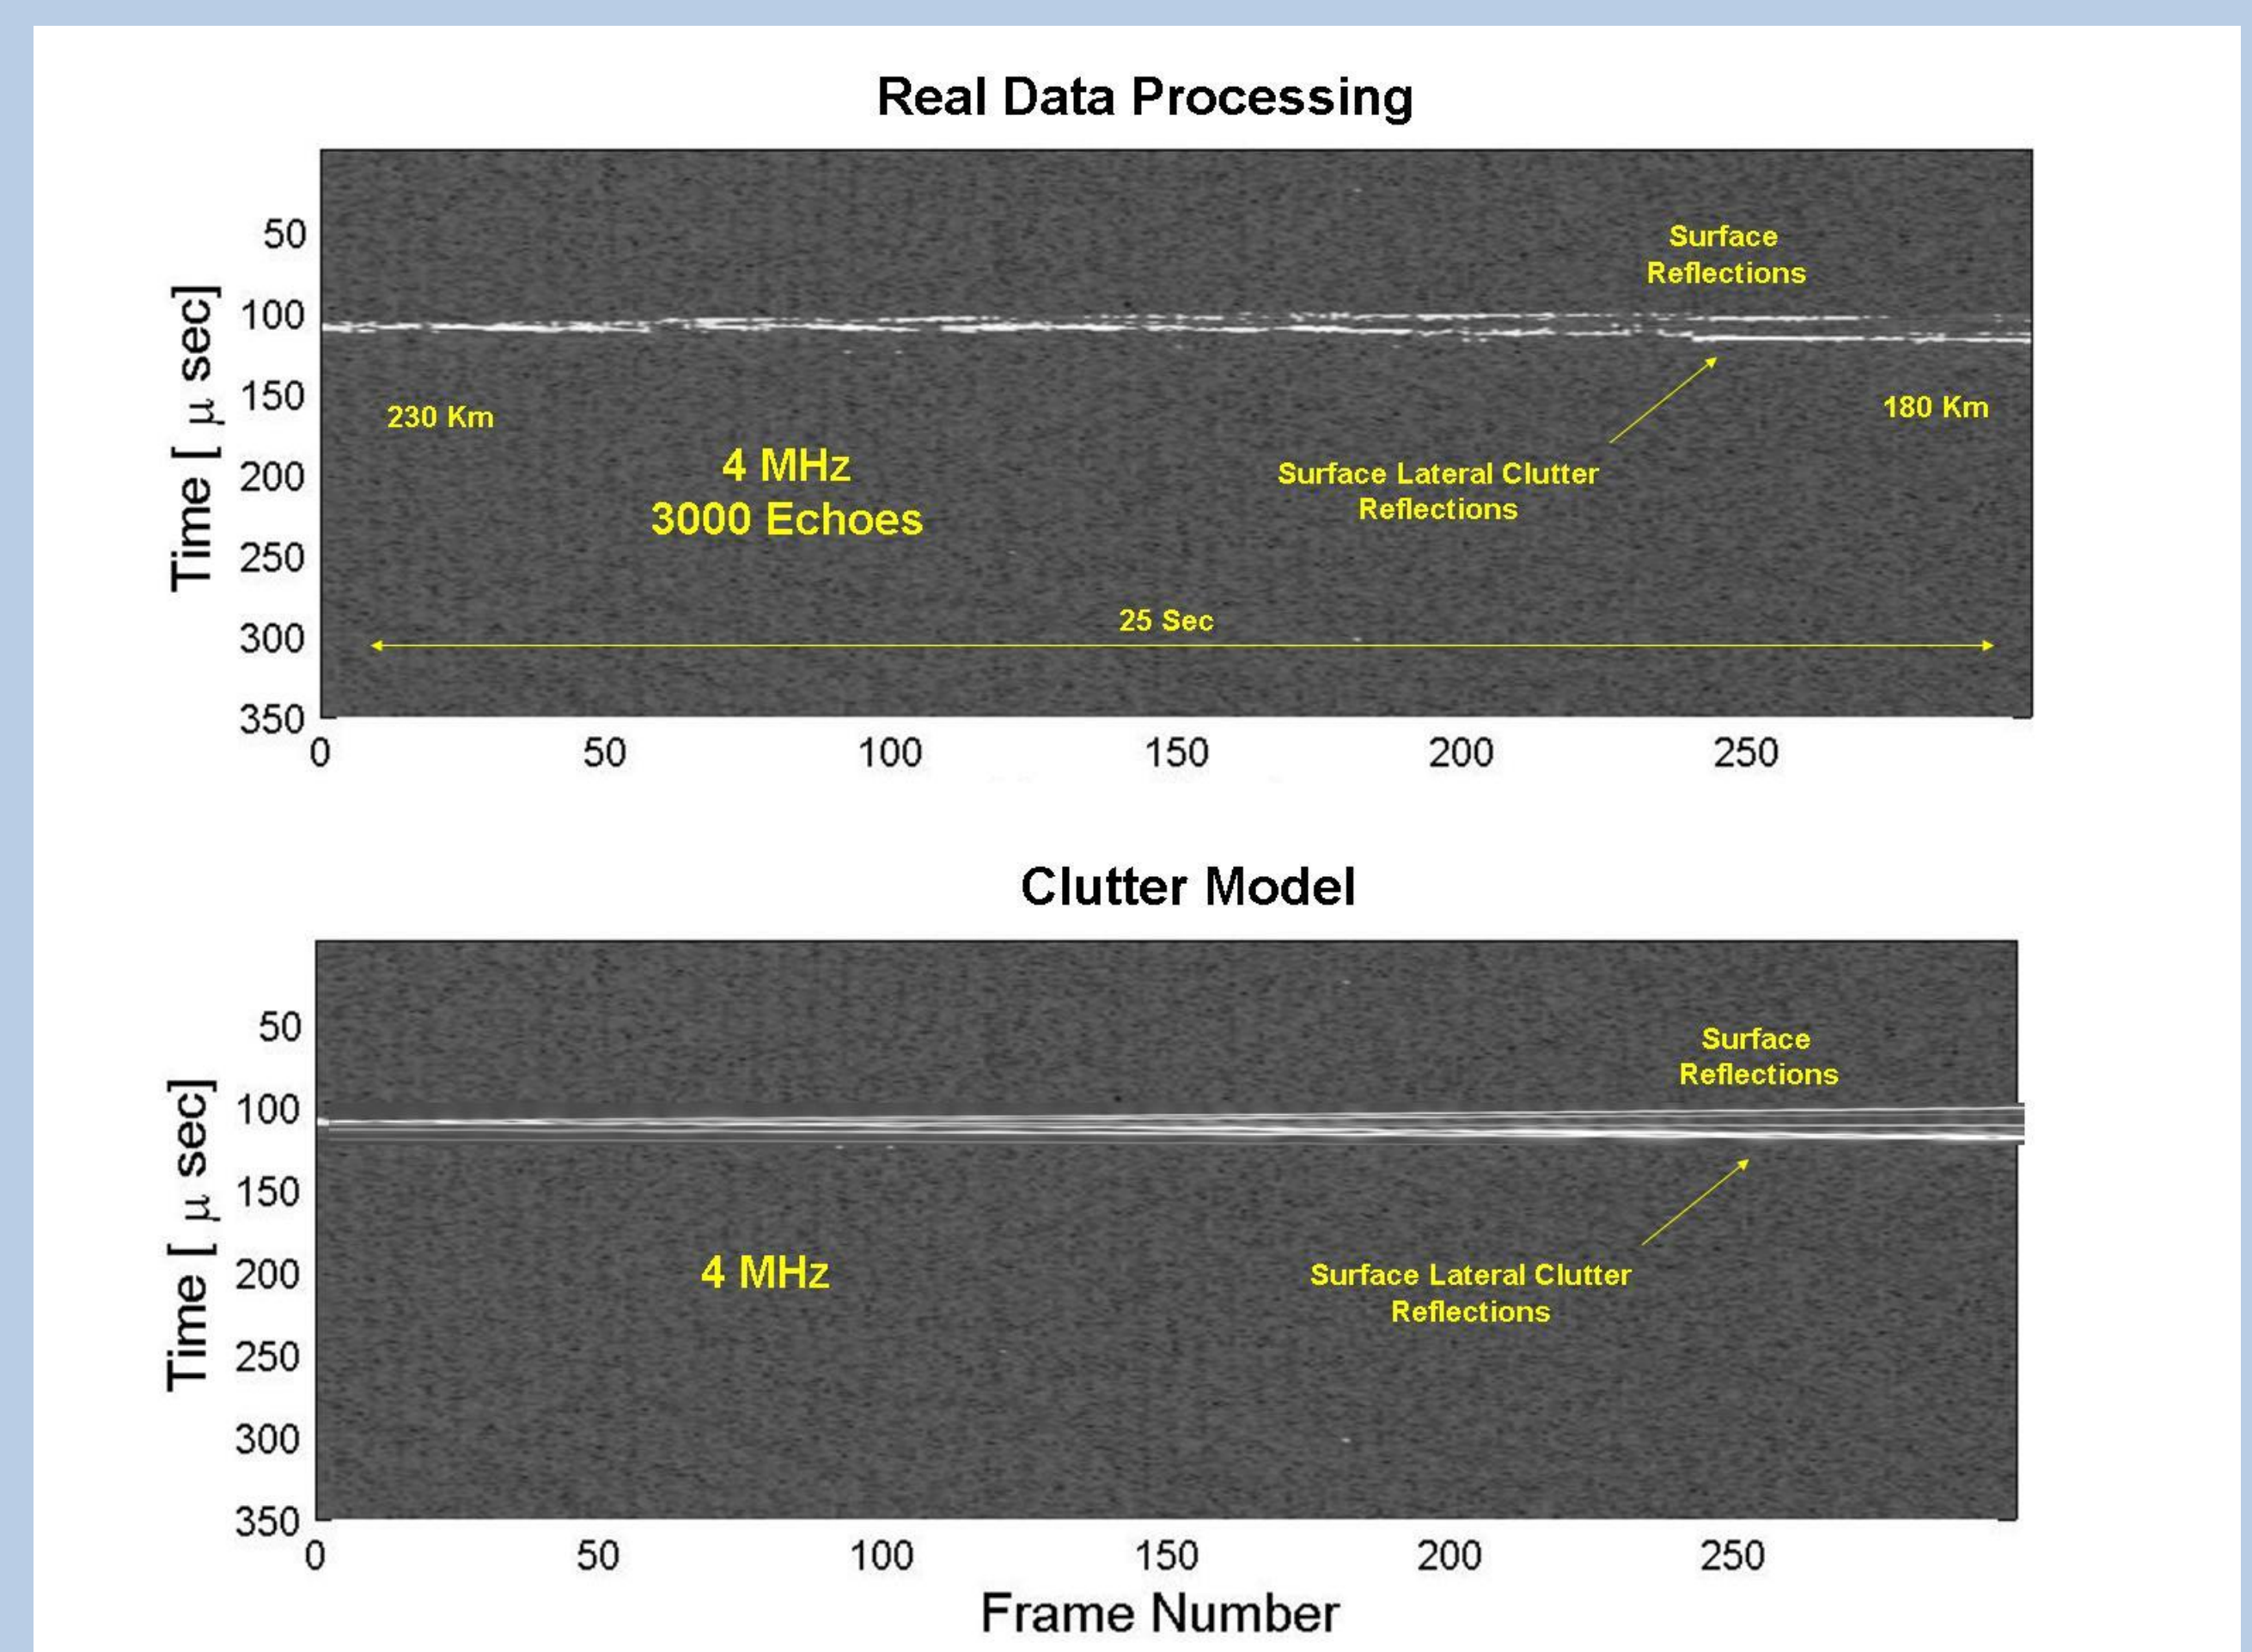 Real Data Processing
Time [ μ sec]
50
100
150
200
250
300
350
Surface
Reflections
230 Km
180 Km
4 MHz
3000 Echoes
Surface Lateral Clutter
Reflections
25 Sec
0 50 100 150 200 250
Clutter Model
Time [ μ sec]
50
100
150
200
250
300
350
Surface
Reflections
4 MHz
Surface Lateral Clutter
Reflections
0 50 100 150 200 250
Frame Number